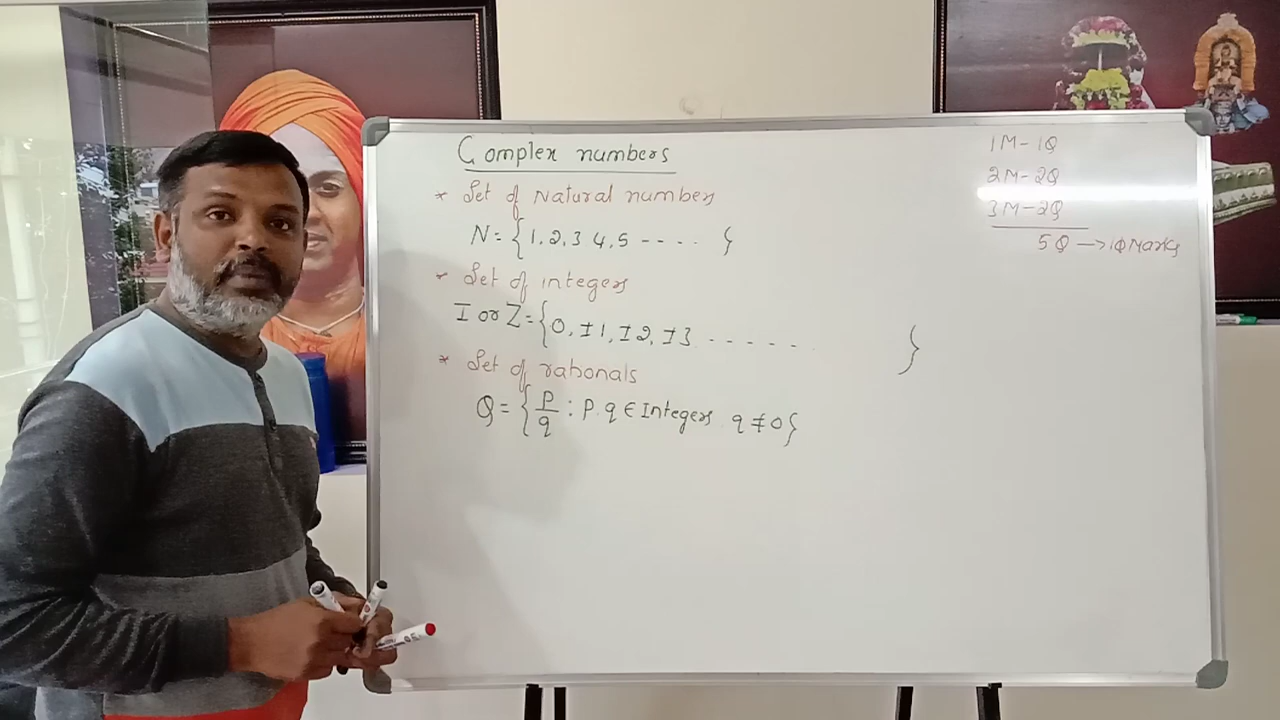 Complex numbers
* Set of Natural numbers
N = { 1, 2, 3 4, 5 - - - - }
* Set of integers
I or Z = { 0, ±1, ±2, ±3 - - - - - - }
* Set of rationals
Q = { p/q : p. q ∈ Integers q ≠ 0 }
1M - 1Q
2M - 2Q
3M - 2Q
5Q → 10 Marks